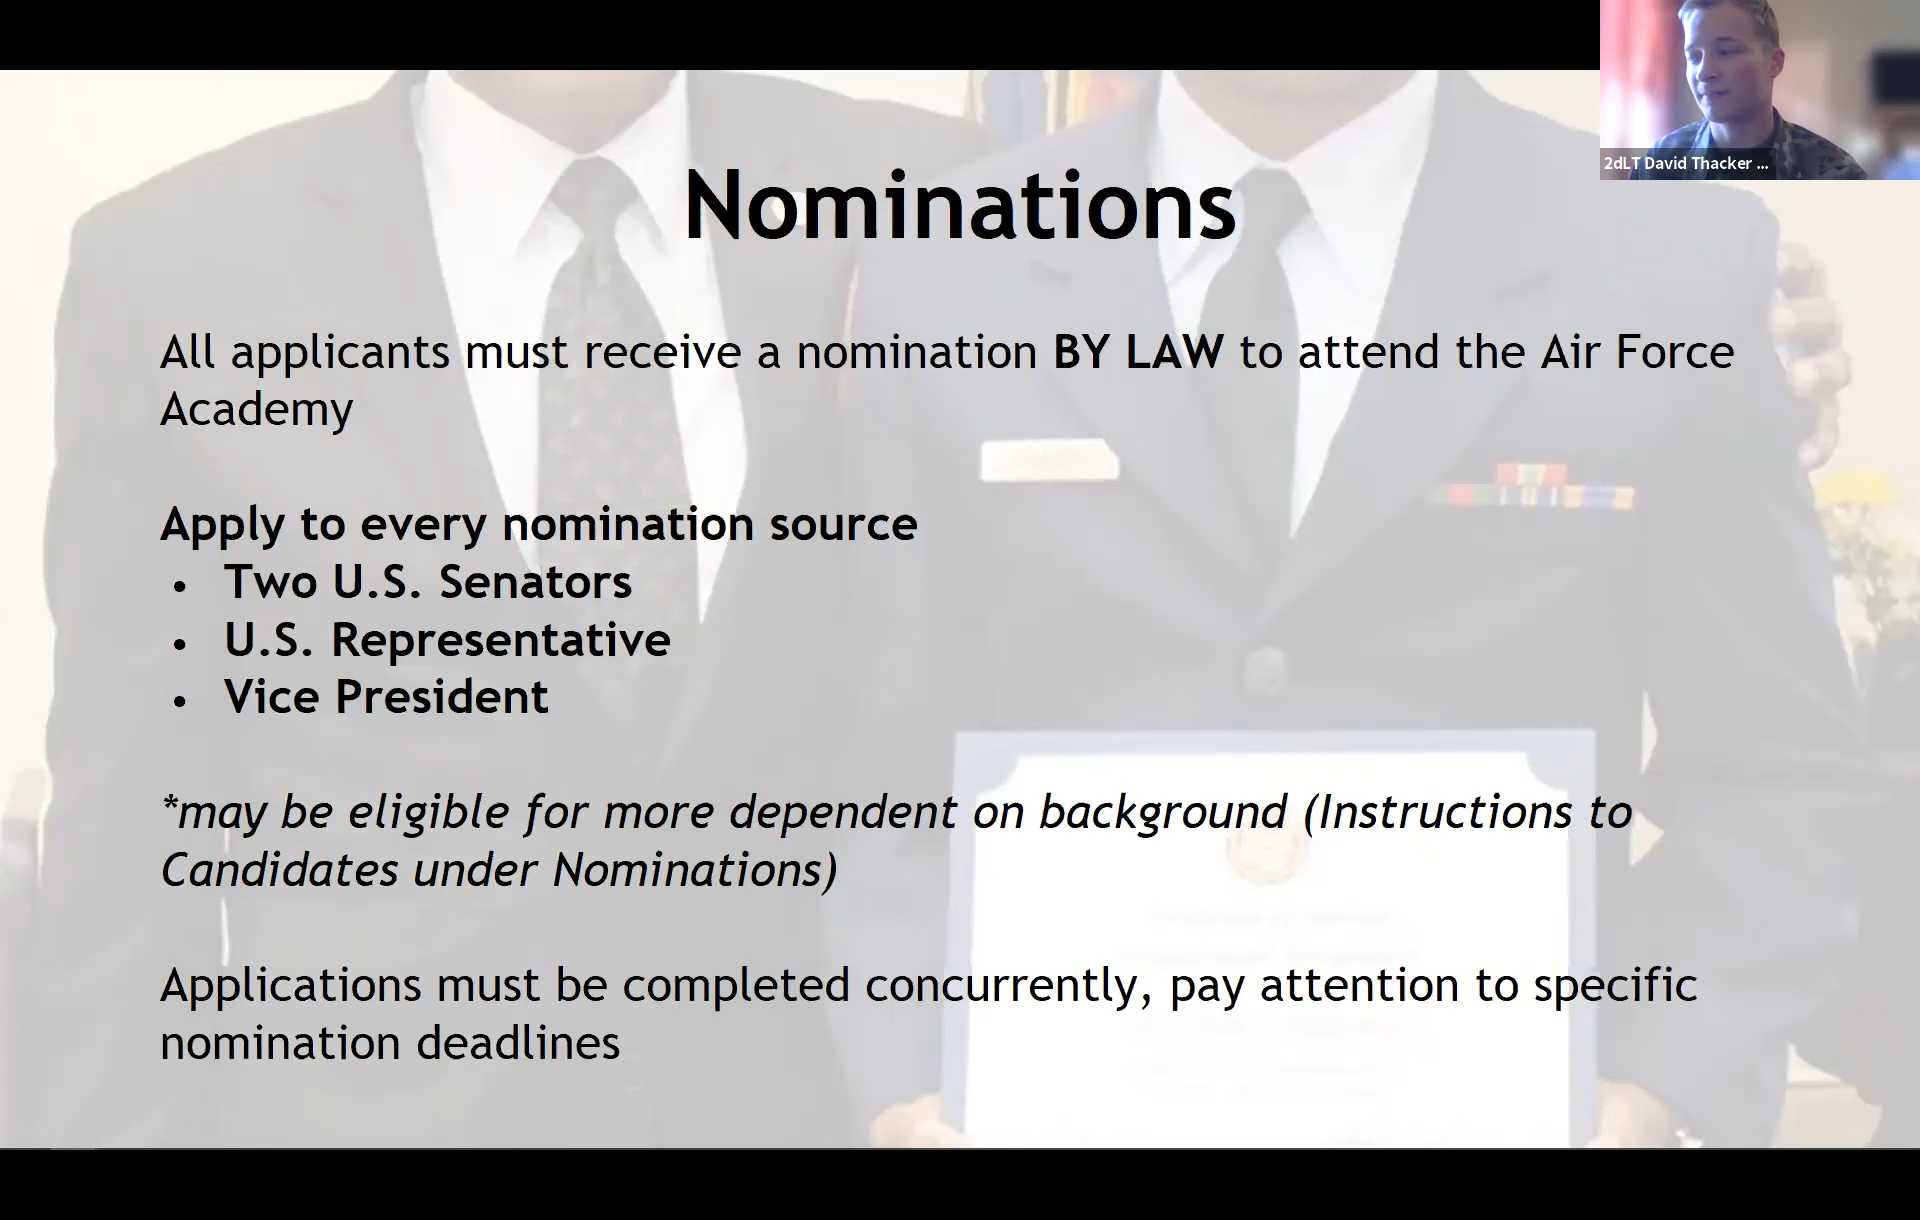 2dLT David Thacker ...
Nominations
All applicants must receive a nomination BY LAW to attend the Air Force
Academy
Apply to every nomination source
• Two U.S. Senators
• U.S. Representative
• Vice President
*may be eligible for more dependent on background (Instructions to
Candidates under Nominations)
Applications must be completed concurrently, pay attention to specific
nomination deadlines